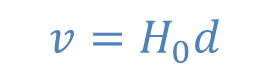 v = H₀d